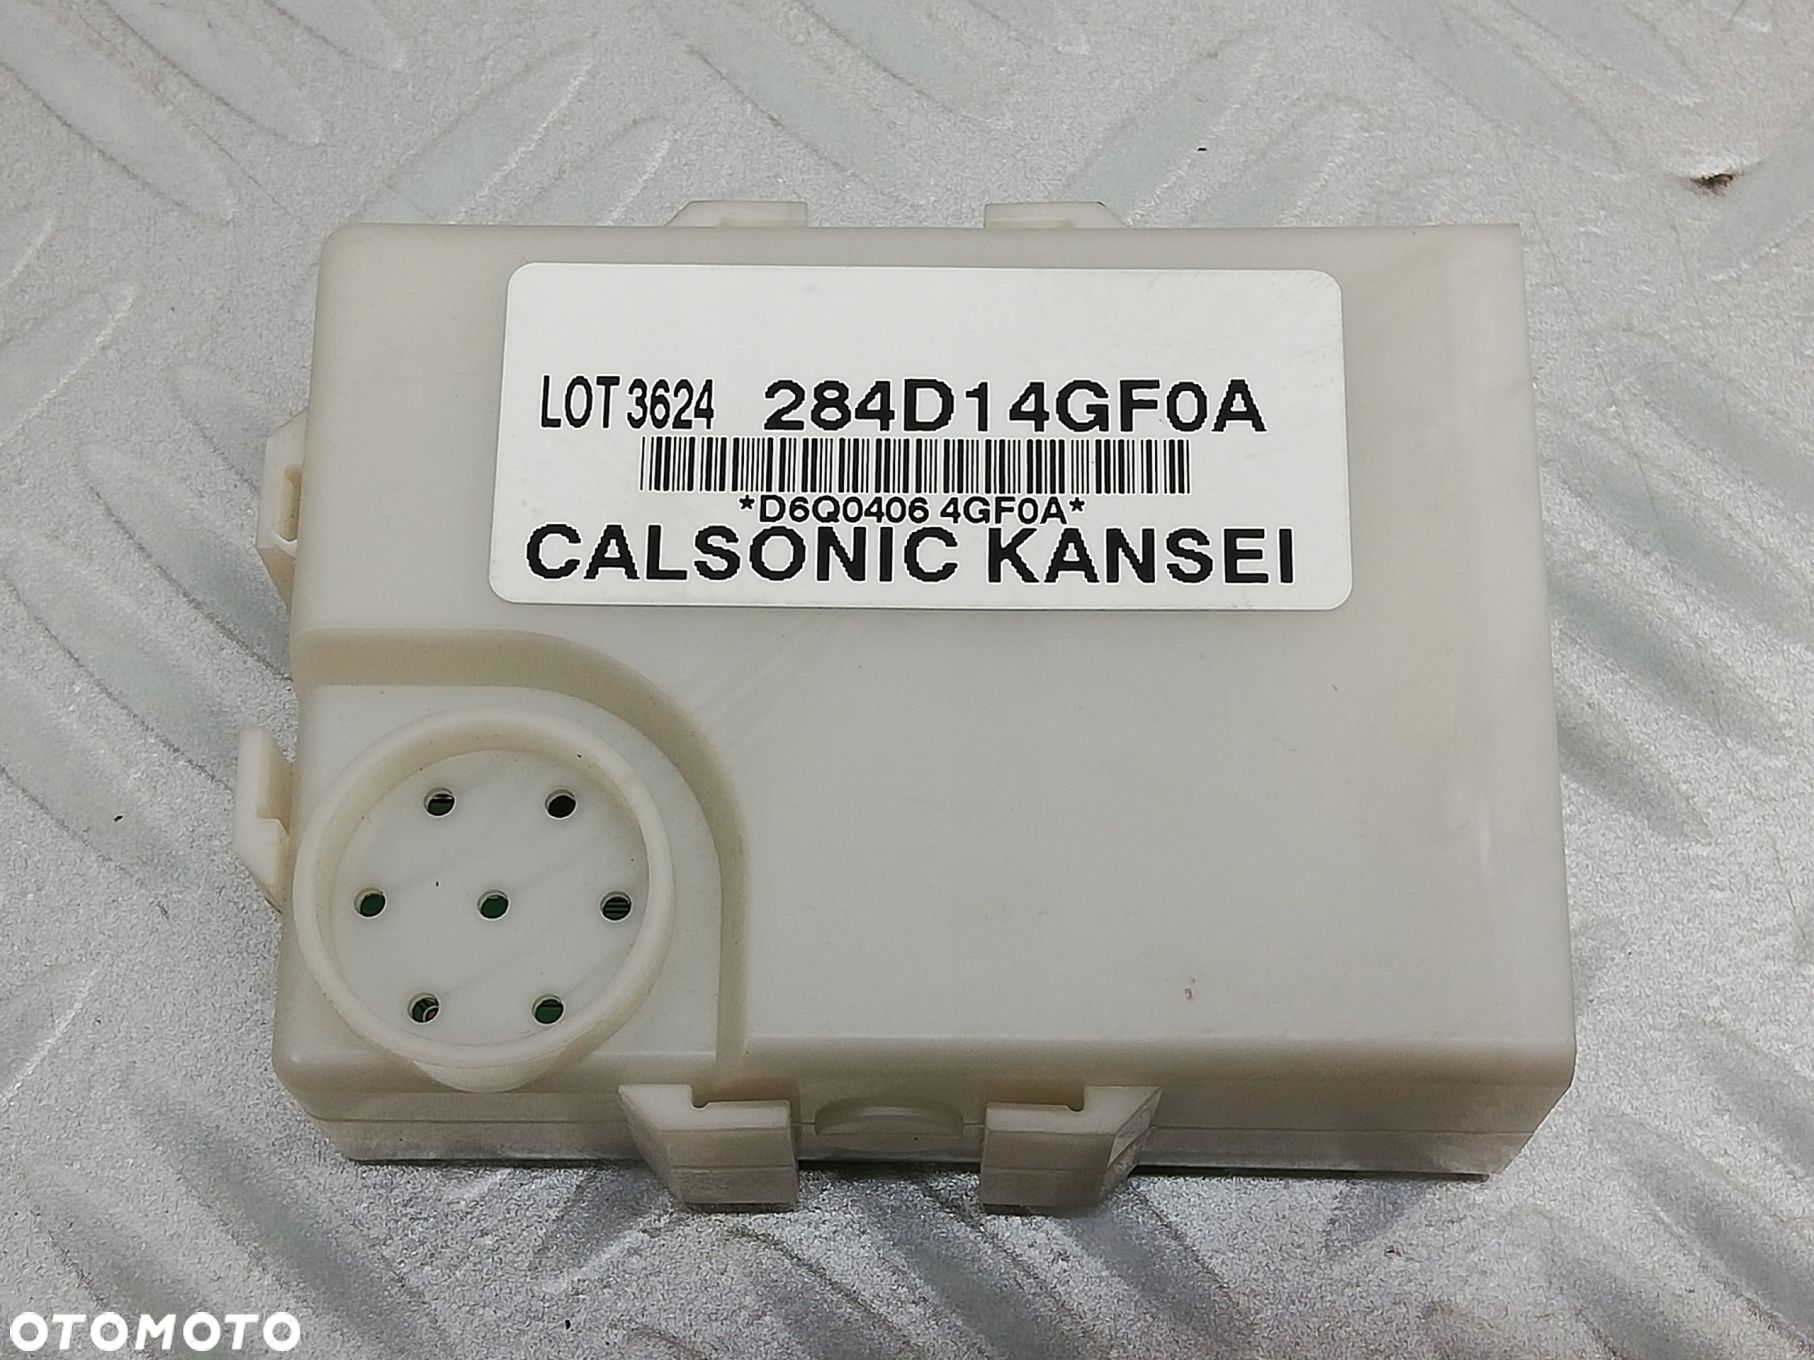 LOT 3624 284D14GF0A
*D6Q0406 4GF0A*
CALSONIC KANSEI
OTOMOTO